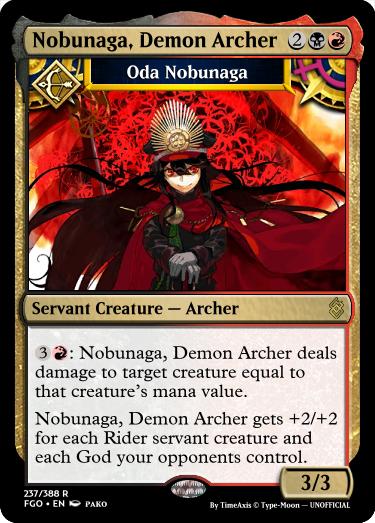 Nobunaga, Demon Archer 2
Oda Nobunaga
Servant Creature — Archer
3 : Nobunaga, Demon Archer deals
damage to target creature equal to
that creature's mana value.
Nobunaga, Demon Archer gets +2/+2
for each Rider servant creature and
each God your opponents control.
3/3
237/388 R
FGO • EN PAKO
By TimeAxis © Type-Moon — UNOFFICIAL